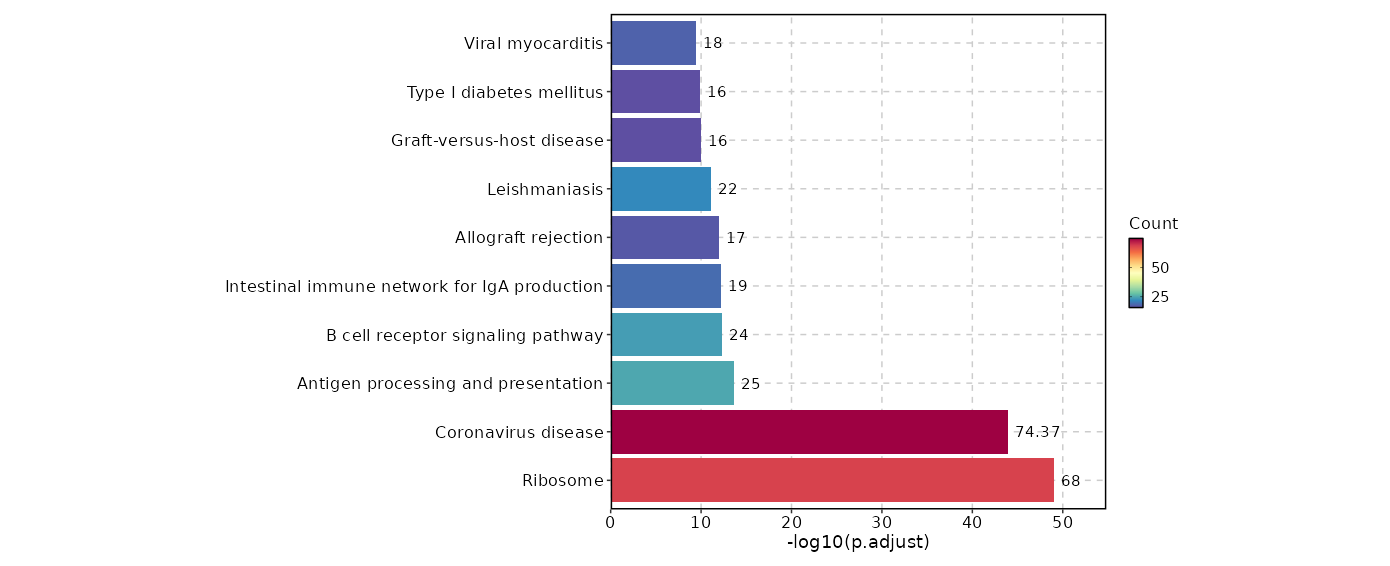 Viral myocarditis 18
Type I diabetes mellitus 16
Graft-versus-host disease 16
Leishmaniasis 22
Allograft rejection 17
Intestinal immune network for IgA production 19
B cell receptor signaling pathway 24
Antigen processing and presentation 25
Coronavirus disease 74.37
Ribosome 68
0 10 20 30 40 50
-log10(p.adjust)
Count
50
25